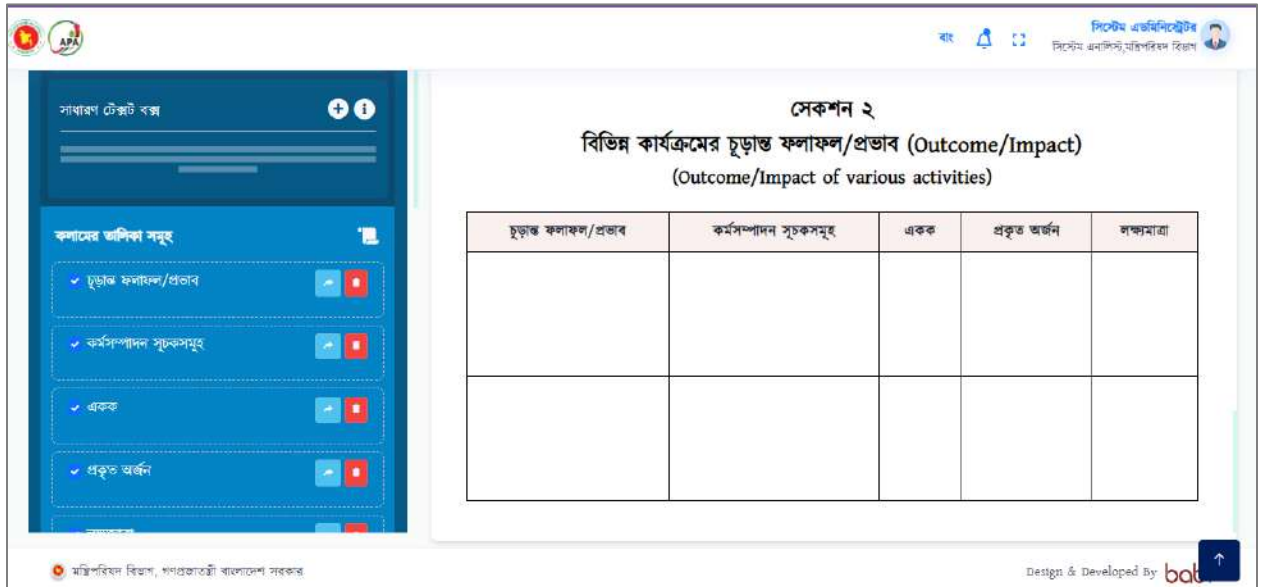 APA
বাং
সিস্টেম এডমিনিস্ট্রেটর
সিস্টেম এনালিস্ট,মন্ত্রিপরিষদ বিভাগ
সাধারণ টেক্সট বক্স
কলামের তালিকা সমূহ
চূড়ান্ত ফলাফল/প্রভাব
কর্মসম্পাদন সূচকসমূহ
একক
প্রকৃত অর্জন
সেকশন ২
বিভিন্ন কার্যক্রমের চূড়ান্ত ফলাফল/প্রভাব (Outcome/Impact)
(Outcome/Impact of various activities)
চূড়ান্ত ফলাফল/প্রভাব কর্মসম্পাদন সূচকসমূহ একক প্রকৃত অর্জন লক্ষ্যমাত্রা
মন্ত্রিপরিষদ বিভাগ, গণপ্রজাতন্ত্রী বাংলাদেশ সরকার
Design & Developed By